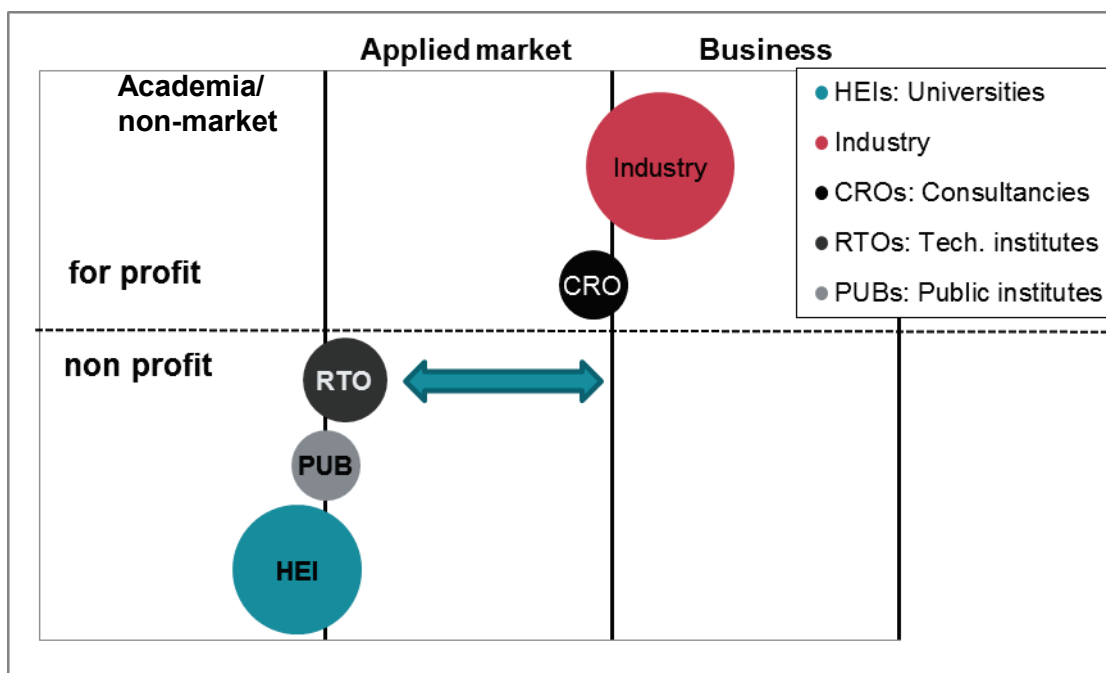 Applied market
Business
Academia/
non-market
HEIs: Universities
Industry
CROs: Consultancies
RTOs: Tech. institutes
PUBs: Public institutes
Industry
for profit
CRO
non profit
RTO
PUB
HEI